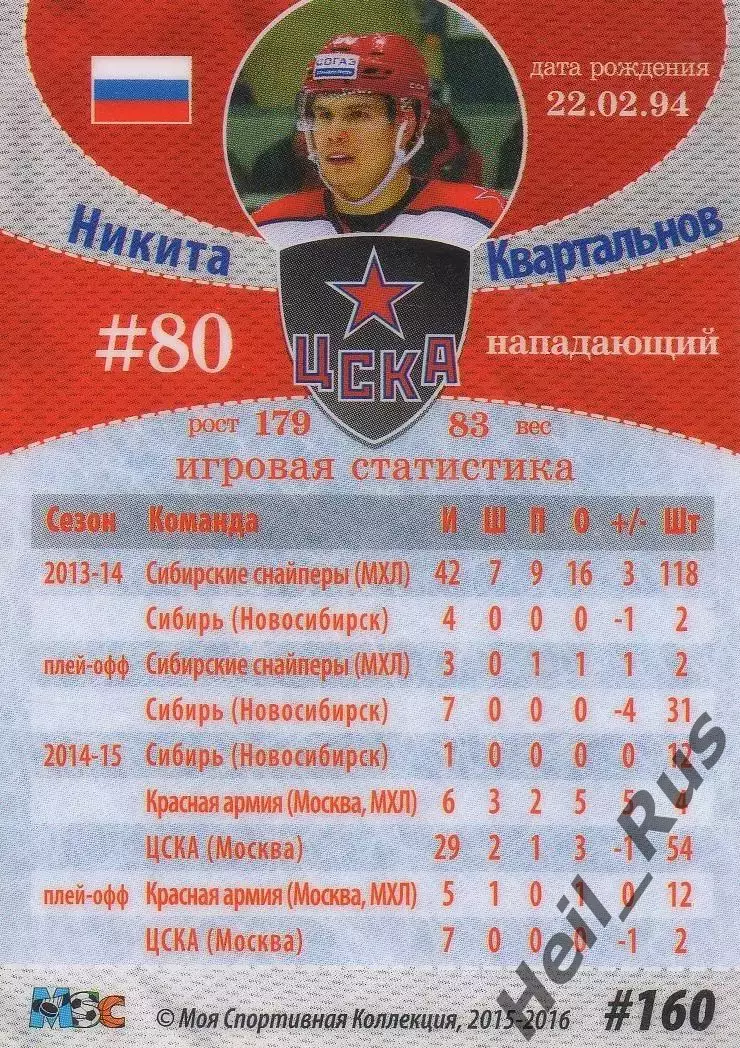 СОГАЗ
дата рождения
22.02.94
Никита Квартальнов
ЦСКА
#80
нападающий
рост 179 83 вес
игровая статистика
Сезон Команда И Ш П О +/- Шт
2013-14 Сибирские снайперы (МХЛ) 42 7 9 16 3 118
Сибирь (Новосибирск) 4 0 0 0 -1 2
плей-офф Сибирские снайперы (МХЛ) 3 0 1 1 1 2
Сибирь (Новосибирск) 7 0 0 0 -4 31
2014-15 Сибирь (Новосибирск) 1 0 0 0 0 12
Красная армия (Москва, МХЛ) 6 3 2 5 5 4
ЦСКА (Москва) 29 2 1 3 -1 54
плей-офф Красная армия (Москва, МХЛ) 5 1 0 1 0 12
ЦСКА (Москва) 7 0 0 0 -1 2
Heil_Rus
MSC
© Моя Спортивная Коллекция, 2015-2016
#160